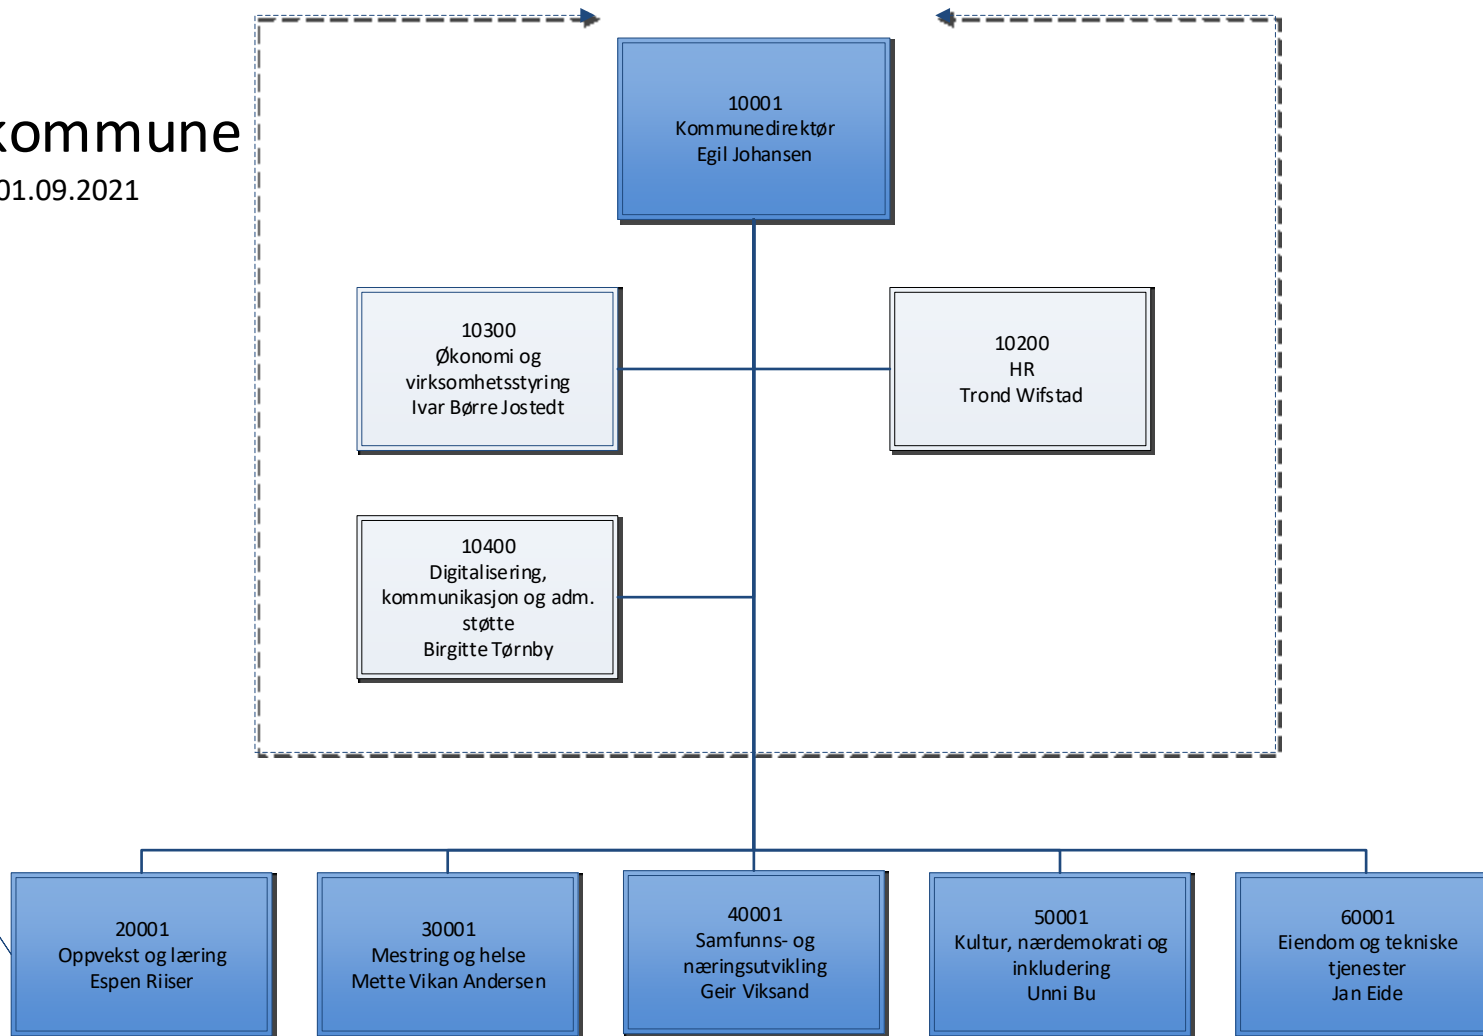 kommune
01.09.2021
10001
Kommunedirektør
Egil Johansen
10300
Økonomi og
virksomhetsstyring
Ivar Børre Jostedt
10200
HR
Trond Wifstad
10400
Digitalisering,
kommunikasjon og adm.
støtte
Birgitte Tørnby
20001
Oppvekst og læring
Espen Riiser
30001
Mestring og helse
Mette Vikan Andersen
40001
Samfunns- og
næringsutvikling
Geir Viksand
50001
Kultur, nærdemokrati og
inkludering
Unni Bu
60001
Eiendom og tekniske
tjenester
Jan Eide